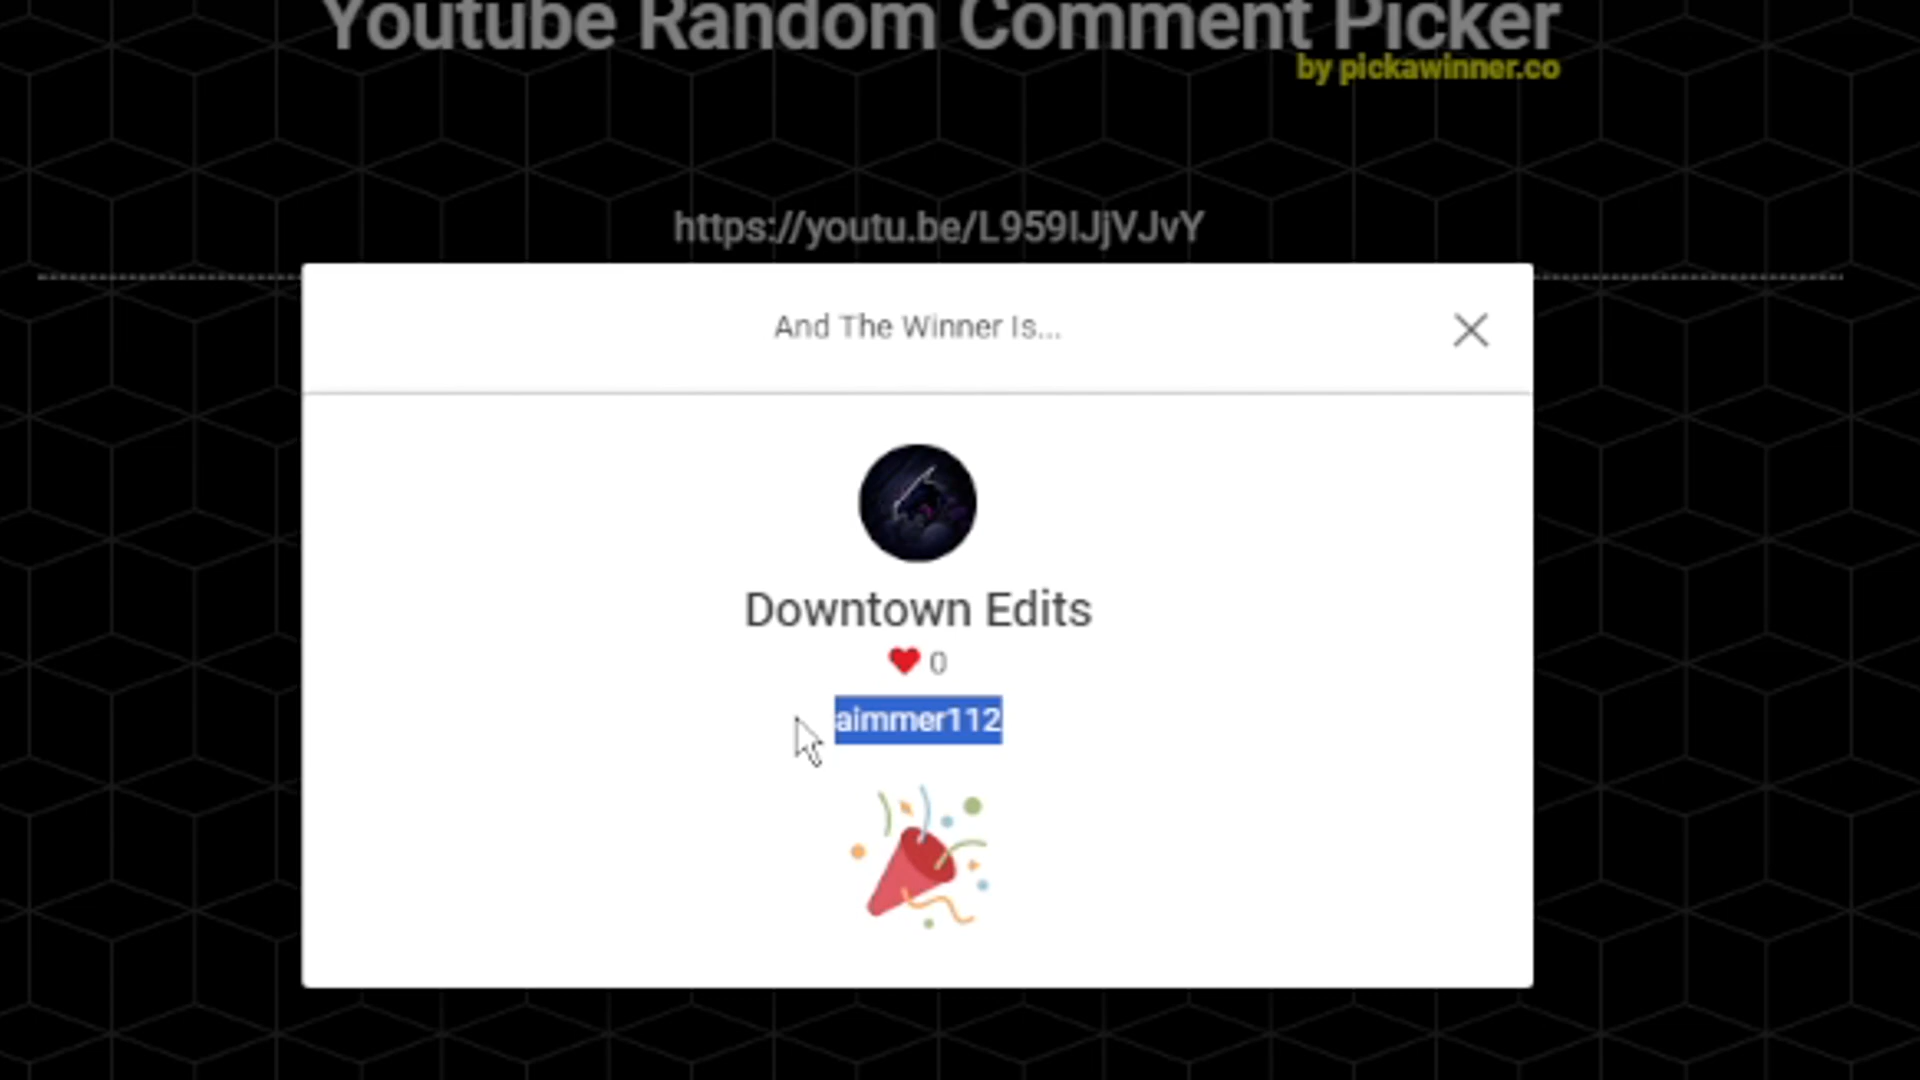 Youtube Random Comment Picker
by pickawinner.co
https://youtu.be/L959IJjVJvY
And The Winner Is...
Downtown Edits
0
aimmer112